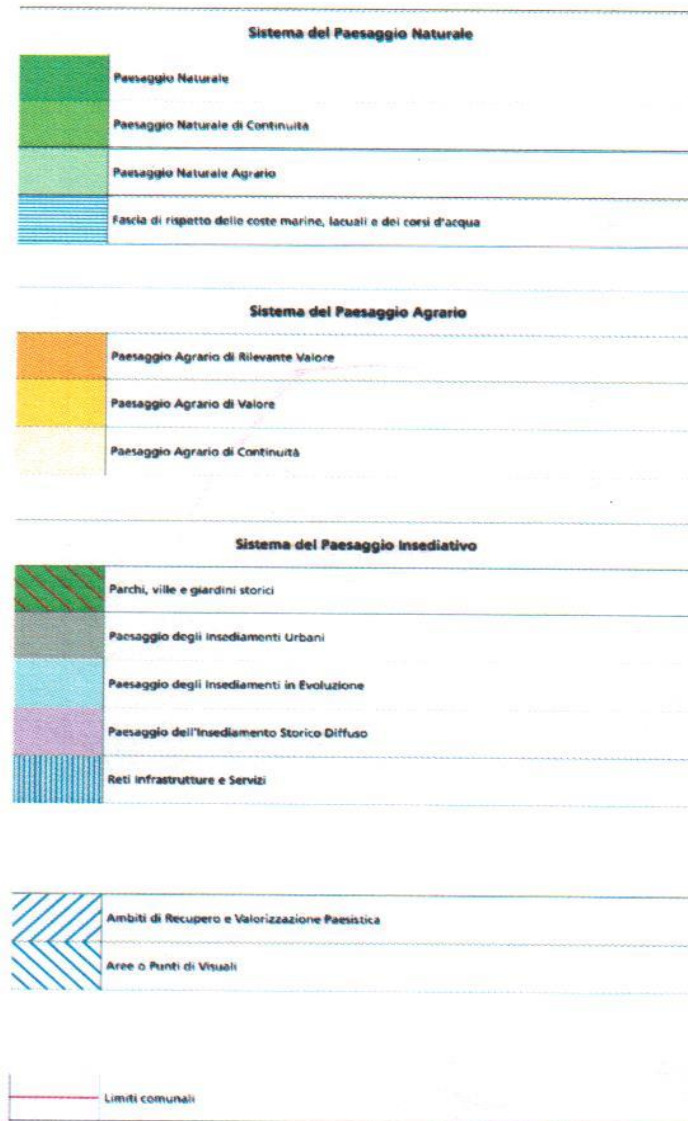 Sistema del Paesaggio Naturale
Paesaggio Naturale
Paesaggio Naturale di Continuità
Paesaggio Naturale Agrario
Fascia di rispetto delle coste marine, lacuali e dei corsi d'acqua
Sistema del Paesaggio Agrario
Paesaggio Agrario di Rilevante Valore
Paesaggio Agrario di Valore
Paesaggio Agrario di Continuità
Sistema del Paesaggio Insediativo
Parchi, ville e giardini storici
Paesaggio degli Insediamenti Urbani
Paesaggio degli Insediamenti in Evoluzione
Paesaggio dell'Insediamento Storico Diffuso
Reti Infrastrutture e Servizi
Ambiti di Recupero e Valorizzazione Paesistica
Aree o Punti di Visuali
Limiti comunali